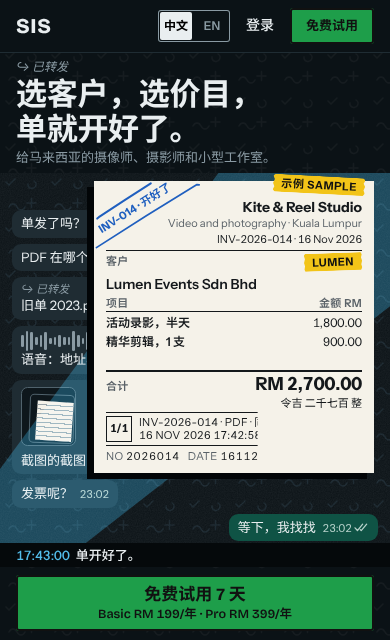 SIS
中文 EN 登录 免费试用
已转发
选客户，选价目，
单就开好了。
给马来西亚的摄像师、摄影师和小型工作室。
单发了吗？
PDF 在哪个
已转发
旧单 2023.p
语音：地址
截图的截图
发票呢？ 23:02
INV-014 · 开好了
示例 SAMPLE
Kite & Reel Studio
Video and photography · Kuala Lumpur
INV-2026-014 · 16 Nov 2026
客户
LUMEN
Lumen Events Sdn Bhd
项目 金额 RM
活动录影，半天 1,800.00
精华剪辑，1 支 900.00
合计 RM 2,700.00
令吉 二千七百 整
1/1
INV-2026-014 · PDF ·
16 NOV 2026 17:42:58
NO 2026014 DATE 16112
等下，我找找 23:02
17:43:00 单开好了。
免费试用 7 天
Basic RM 199/年 · Pro RM 399/年